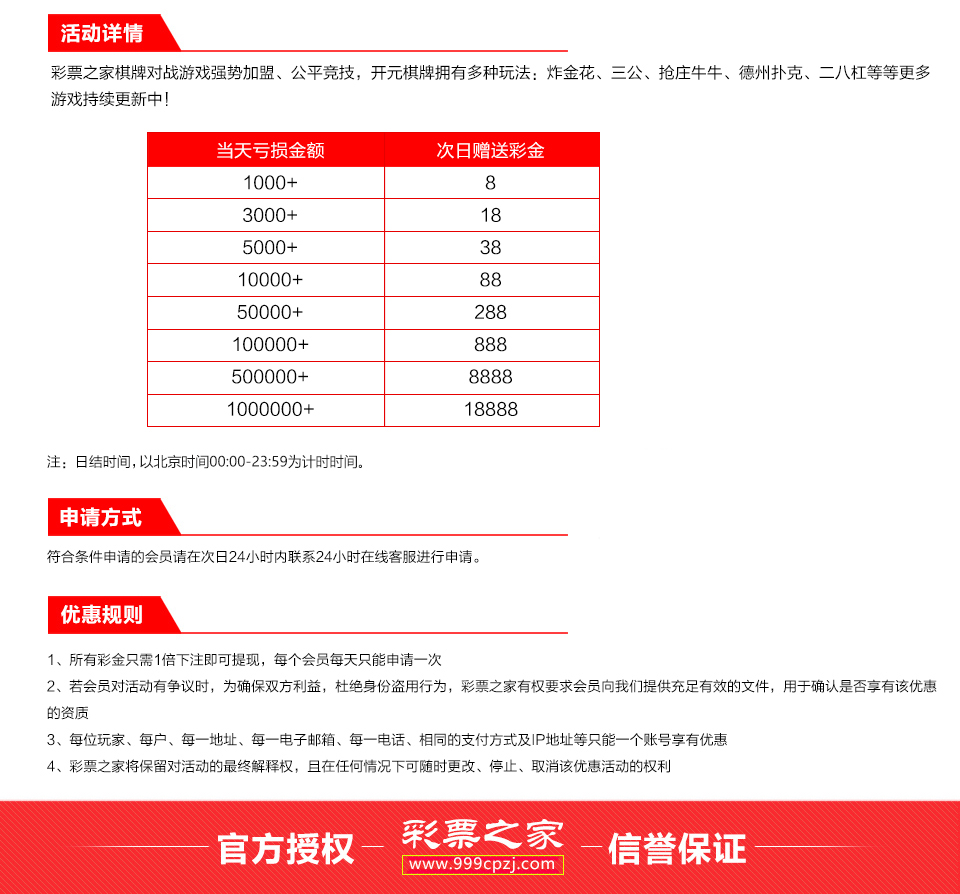 活动详情
彩票之家棋牌对战游戏强势加盟、公平竞技，开元棋牌拥有多种玩法：炸金花、三公、抢庄牛牛、德州扑克、二八杠等等更多
游戏持续更新中！
当天亏损金额 次日赠送彩金
1000+ 8
3000+ 18
5000+ 38
10000+ 88
50000+ 288
100000+ 888
500000+ 8888
1000000+ 18888
注：日结时间，以北京时间00:00-23:59为计时时间。
申请方式
符合条件申请的会员请在次日24小时内联系24小时在线客服进行申请。
优惠规则
1、所有彩金只需1倍下注即可提现，每个会员每天只能申请一次
2、若会员对活动有争议时，为确保双方利益，杜绝身份盗用行为，彩票之家有权要求会员向我们提供充足有效的文件，用于确认是否享有该优惠
的资质
3、每位玩家、每户、每一地址、每一电子邮箱、每一电话、相同的支付方式及IP地址等只能一个账号享有优惠
4、彩票之家将保留对活动的最终解释权，且在任何情况下可随时更改、停止、取消该优惠活动的权利
官方授权 彩票之家 信誉保证
www.999cpzj.com